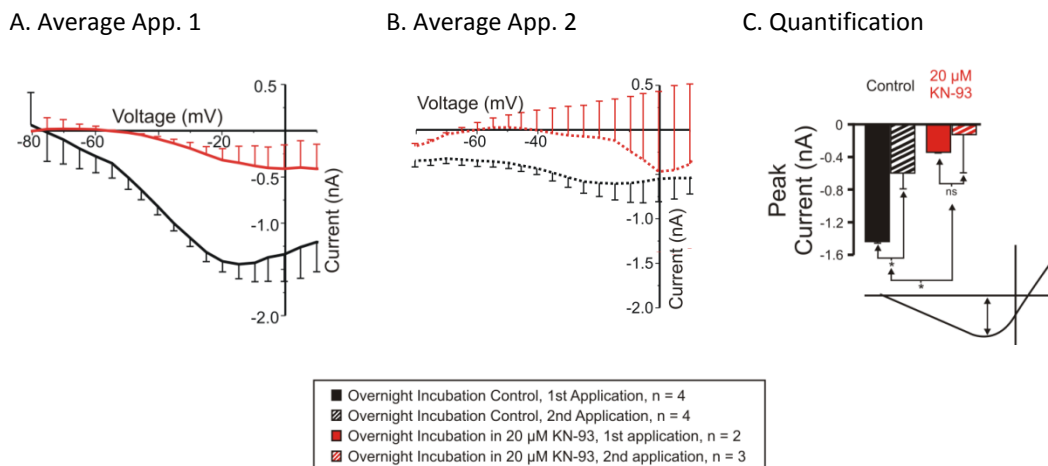 A. Average App. 1
B. Average App. 2
C. Quantification
0.5
Voltage (mV)
-80
-60
-20
-0.5
-1.0
-2.0
Current (nA)
0.5
Voltage (mV)
-60
-40
-20
-1.0
-1.5
-2.0
Current (nA)
Control
20 µM
KN-93
0
-0.4
-0.8
-1.2
-1.6
Peak
Current (nA)
ns
*
*
Overnight Incubation Control, 1st Application, n = 4
Overnight Incubation Control, 2nd Application, n = 4
Overnight Incubation in 20 µM KN-93, 1st application, n = 2
Overnight Incubation in 20 µM KN-93, 2nd application, n = 3